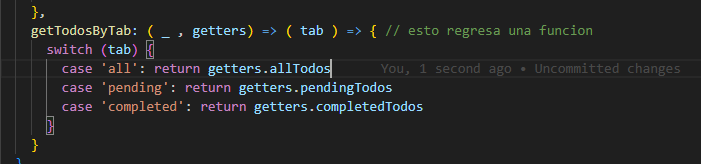 },
getTodosByTab: ( _ , getters) => ( tab ) => { // esto regresa una funcion
switch (tab) {
case 'all': return getters.allTodos You, 1 second ago • Uncommitted changes
case 'pending': return getters.pendingTodos
case 'completed': return getters.completedTodos
}
}